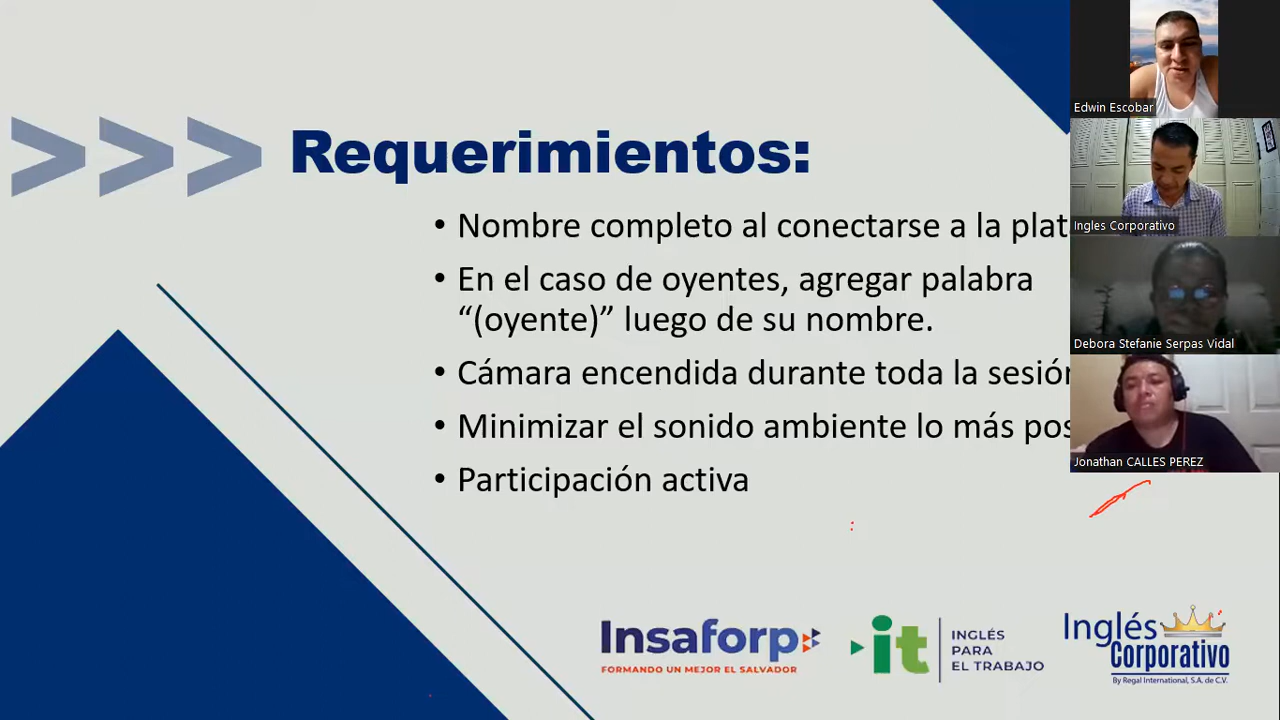 >>> Requerimientos:
• Nombre completo al conectarse a la plat
• En el caso de oyentes, agregar palabra
“(oyente)” luego de su nombre.
• Cámara encendida durante toda la sesión
• Minimizar el sonido ambiente lo más pos
• Participación activa
Insaforp
FORMANDO UN MEJOR EL SALVADOR
it
INGLÉS
PARA
EL TRABAJO
Inglés
Corporativo
By Regal International, S.A. de C.V.
Edwin Escobar
Ingles Corporativo
Debora Stefanie Serpas Vidal
Jonathan CALLES PEREZ